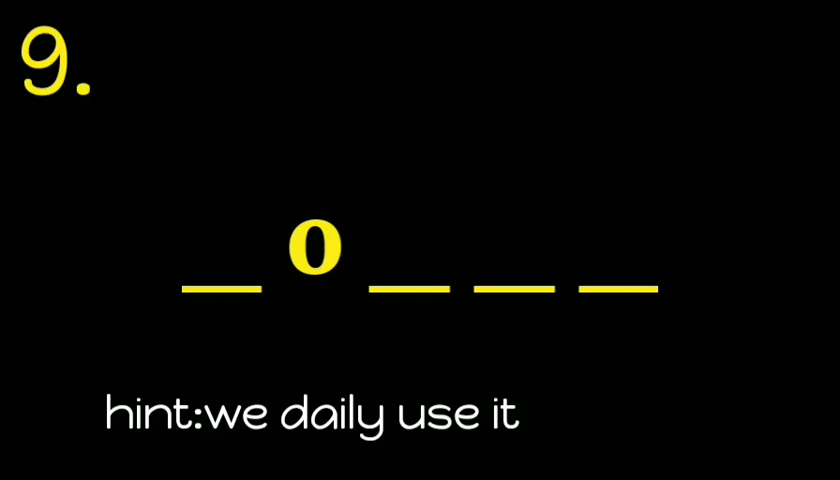 9.
_ o _ _ _
hint:we daily use it